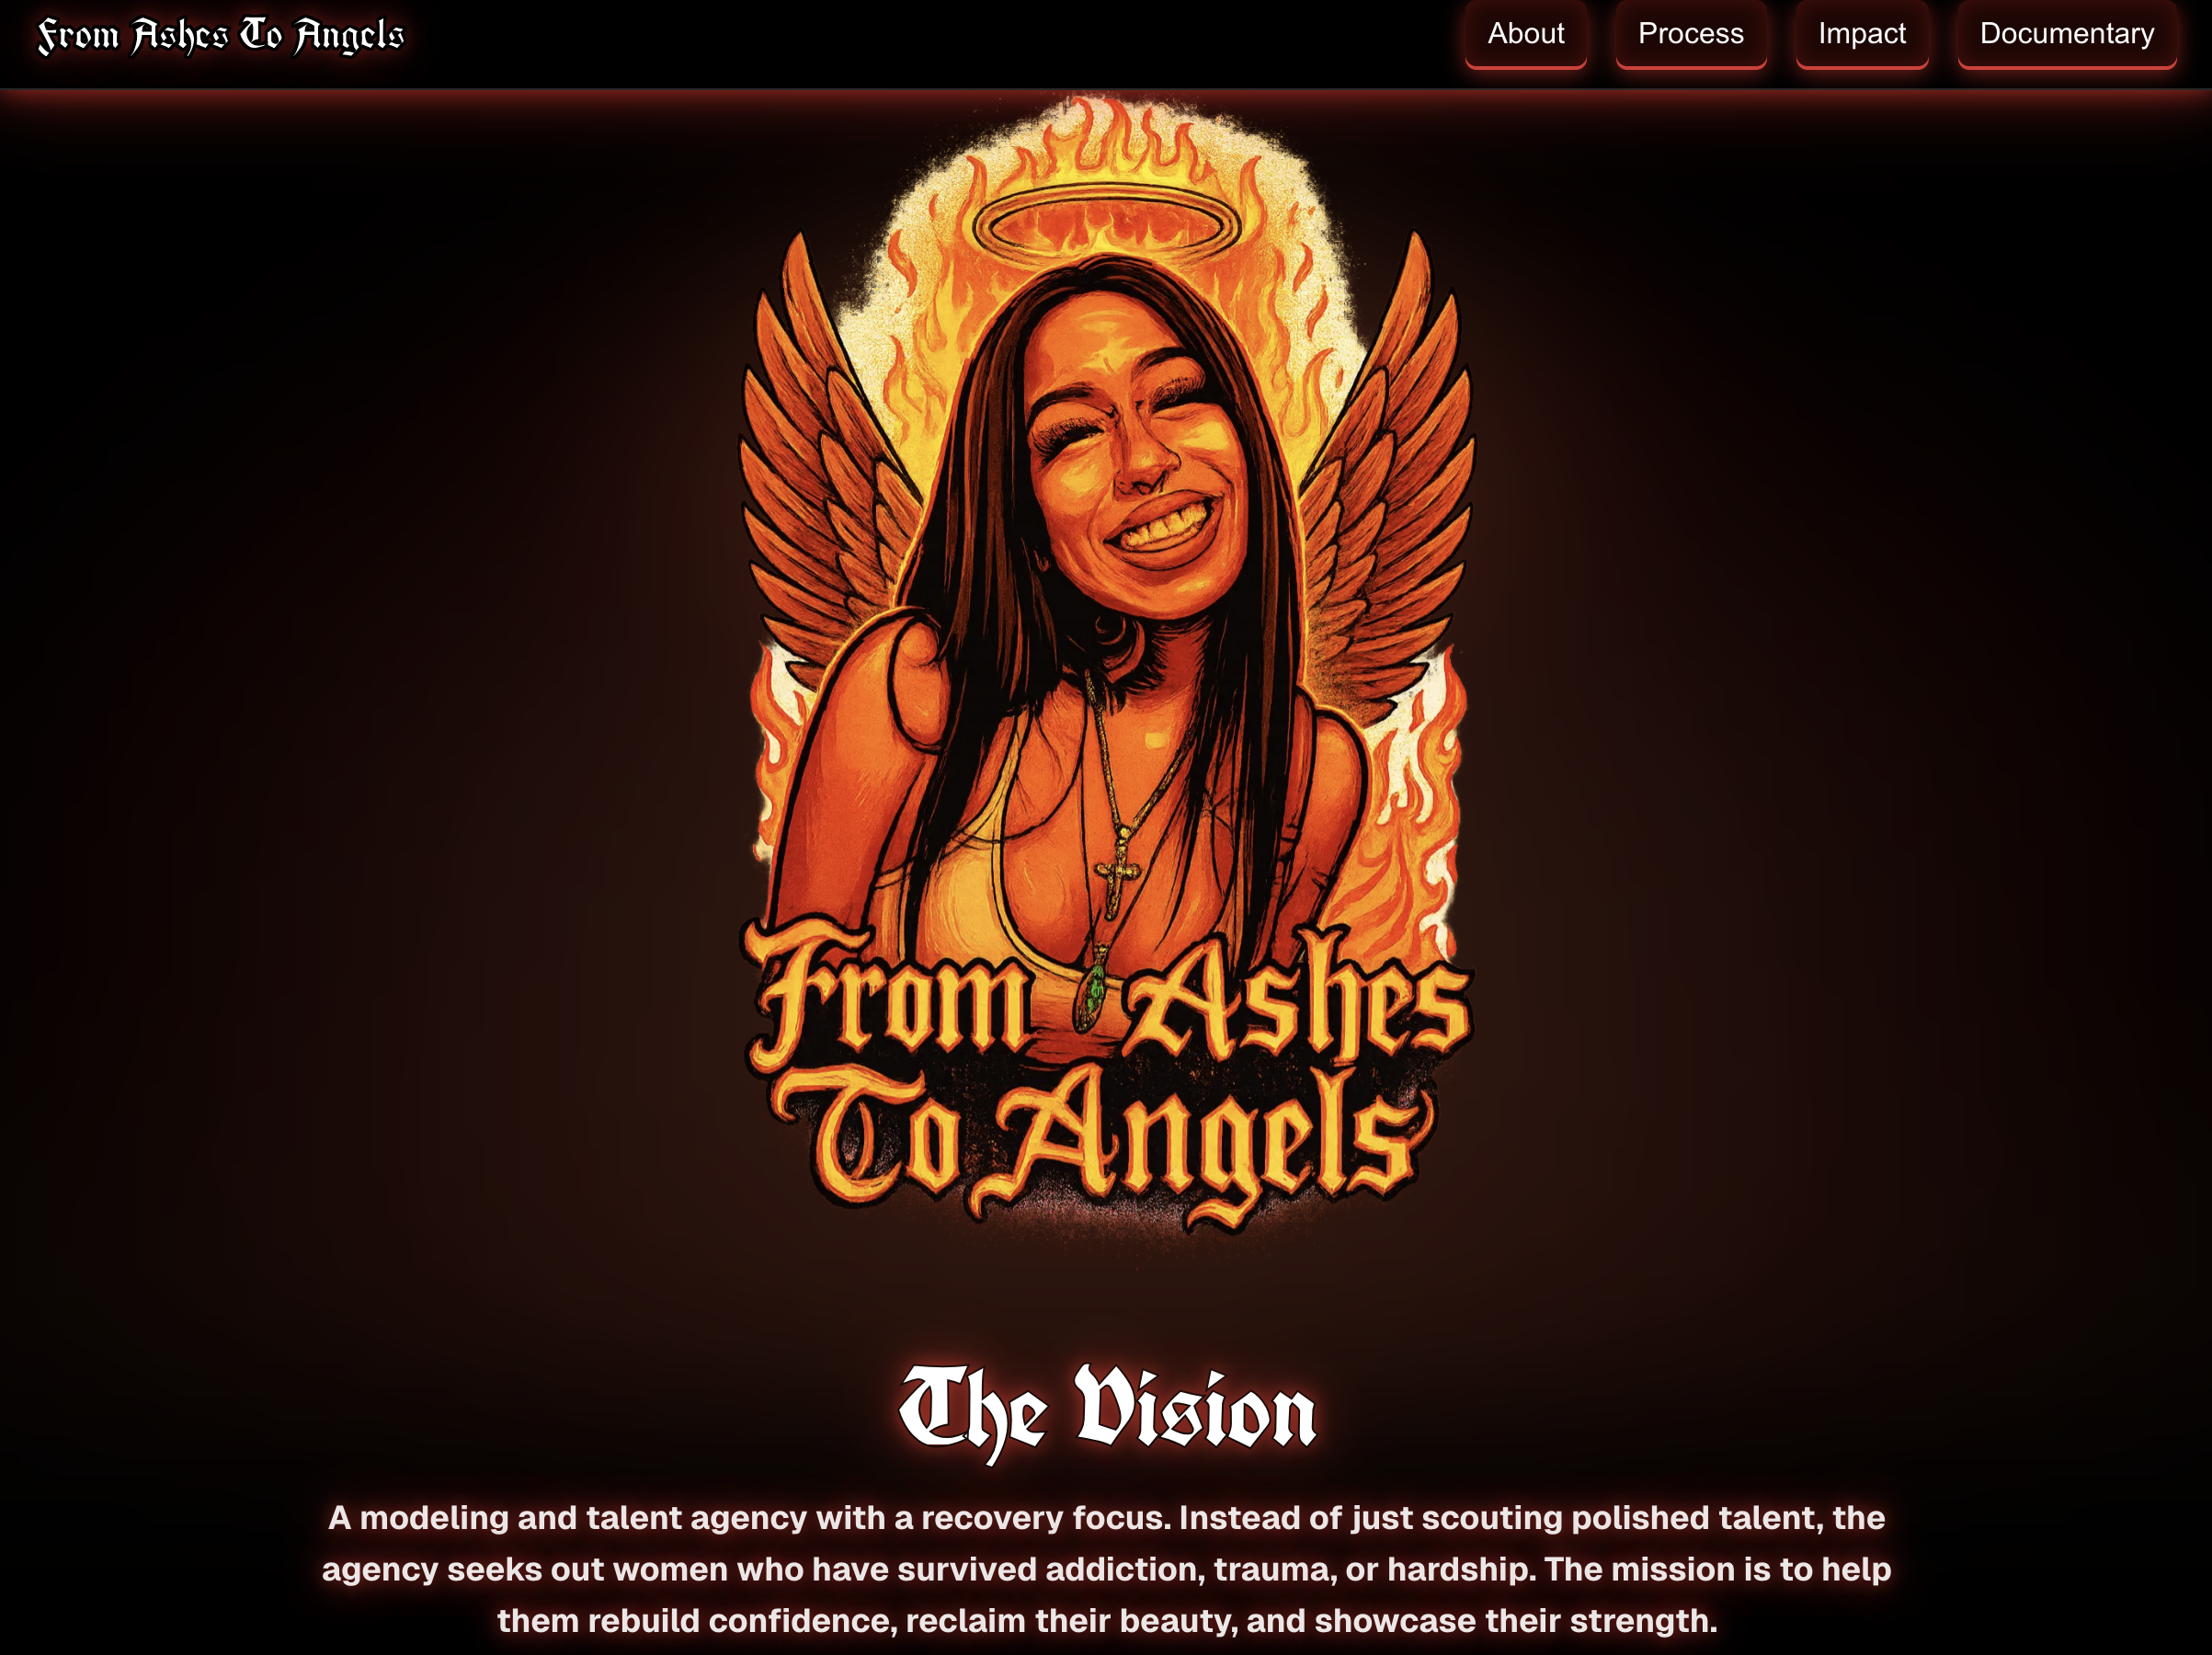 From Ashes To Angels
About
Process
Impact
Documentary
From Ashes
To Angels
The Vision
A modeling and talent agency with a recovery focus. Instead of just scouting polished talent, the
agency seeks out women who have survived addiction, trauma, or hardship. The mission is to help
them rebuild confidence, reclaim their beauty, and showcase their strength.